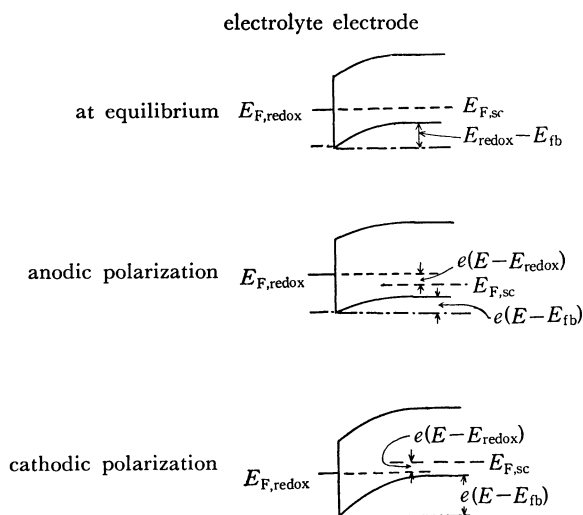 electrolyte electrode
at equilibrium E_F,redox E_F,sc
E_redox − E_fb
anodic polarization E_F,redox e(E − E_redox)
E_F,sc
e(E − E_fb)
cathodic polarization E_F,redox e(E − E_redox)
E_F,sc
e(E − E_fb)